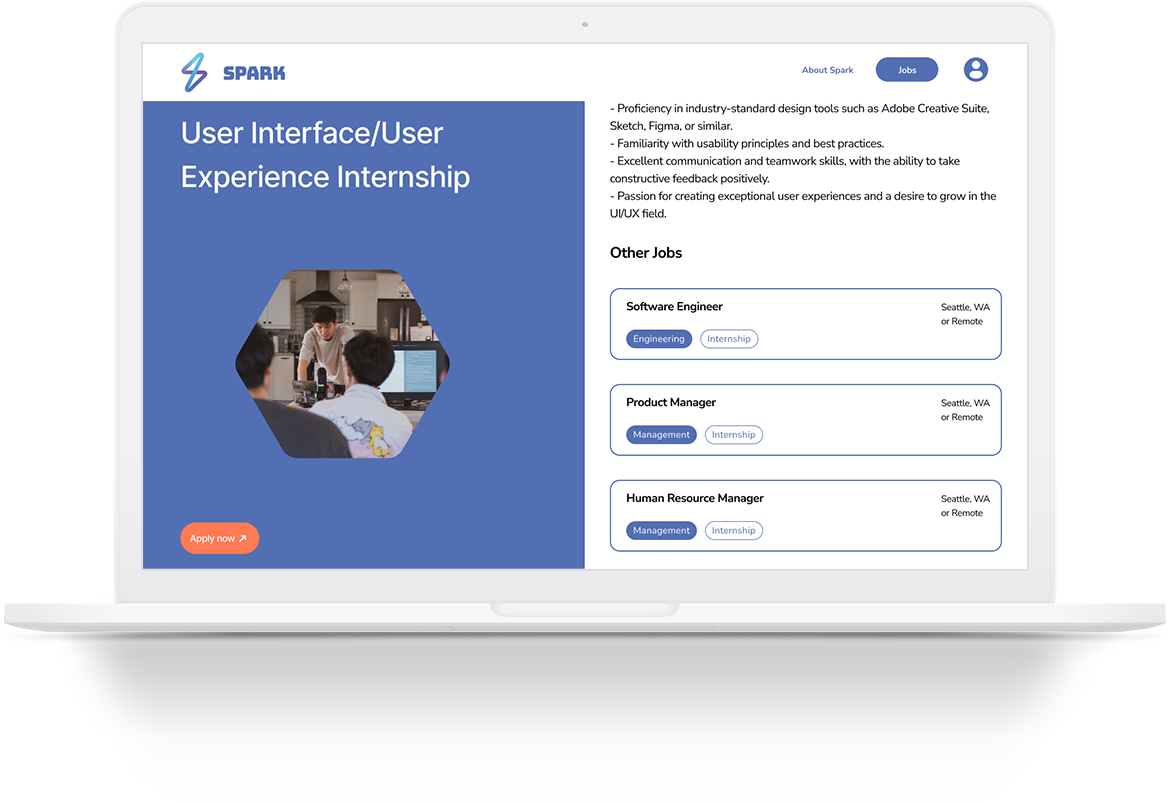 SPARK
About Spark
Jobs
User Interface/User
Experience Internship
Apply now
- Proficiency in industry-standard design tools such as Adobe Creative Suite,
Sketch, Figma, or similar.
- Familiarity with usability principles and best practices.
- Excellent communication and teamwork skills, with the ability to take
constructive feedback positively.
- Passion for creating exceptional user experiences and a desire to grow in the
UI/UX field.
Other Jobs
Software Engineer
Seattle, WA
or Remote
Engineering
Internship
Product Manager
Seattle, WA
or Remote
Management
Internship
Human Resource Manager
Seattle, WA
or Remote
Management
Internship